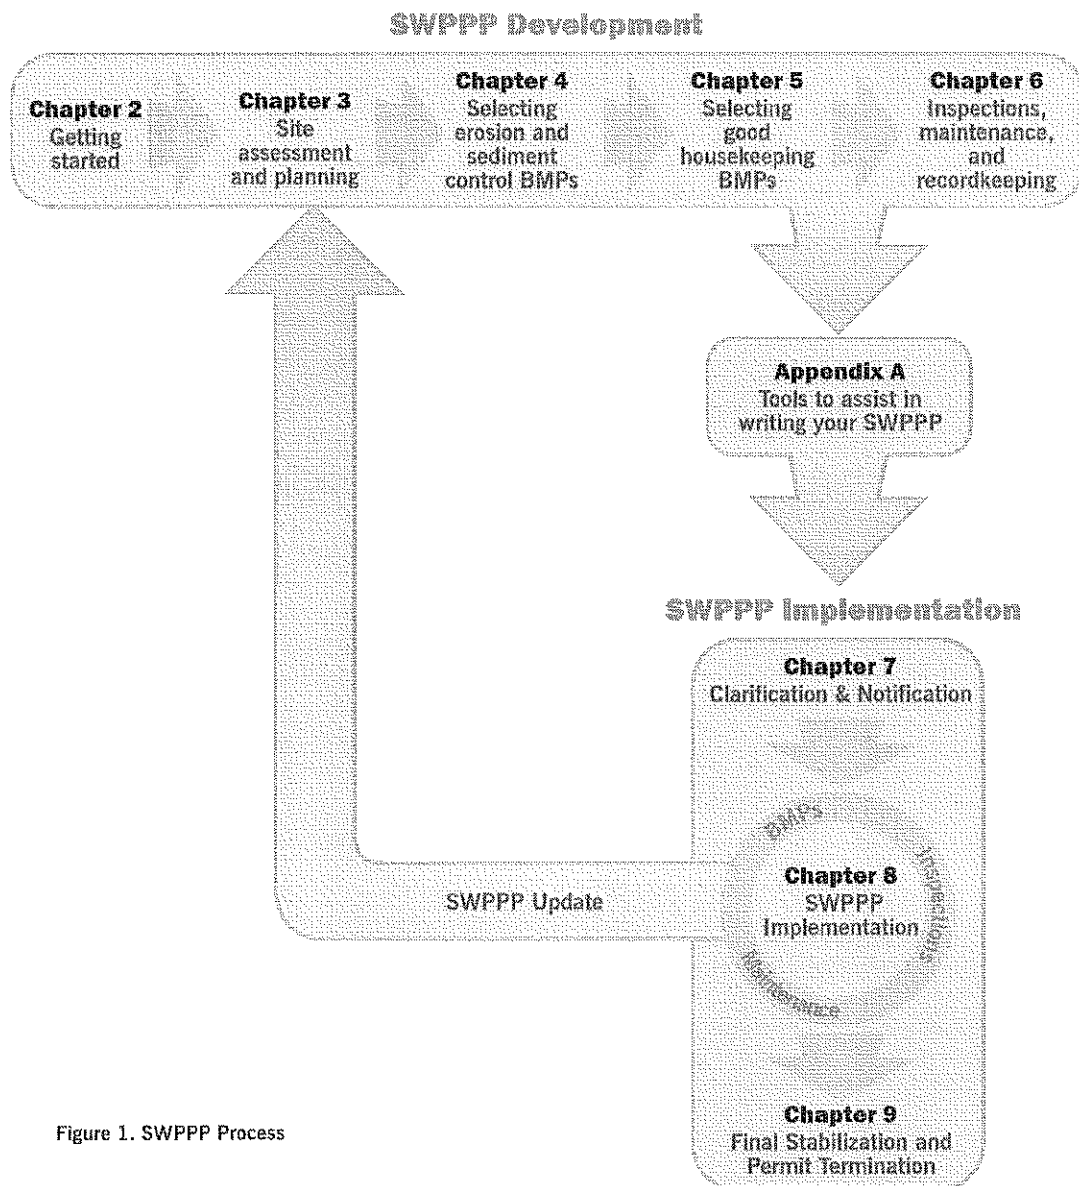 SWPPP Development
Chapter 2
Getting
started
Chapter 3
Site
assessment
and planning
Chapter 4
Selecting
erosion and
sediment
control BMPs
Chapter 5
Selecting
good
housekeeping
BMPs
Chapter 6
Inspections,
maintenance,
and
recordkeeping
Appendix A
Tools to assist in
writing your SWPPP
SWPPP Implementation
Chapter 7
Clarification & Notification
BMPs
Inspections
Maintenance
Chapter 8
SWPPP
Implementation
SWPPP Update
Chapter 9
Final Stabilization and
Permit Termination
Figure 1. SWPPP Process